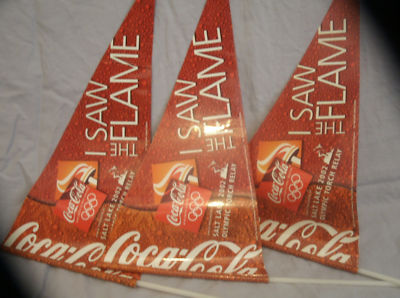 I SAW
THE FLAME
Coca-Cola
SALT LAKE 2002
OLYMPIC TORCH RELAY
Coca-Cola
I SAW
THE FLAME
Coca-Cola
SALT LAKE 2002
OLYMPIC TORCH RELAY
Coca-Cola
I SAW
THE FLAME
Coca-Cola
SALT LAKE 2002
OLYMPIC TORCH RELAY
Coca-Cola